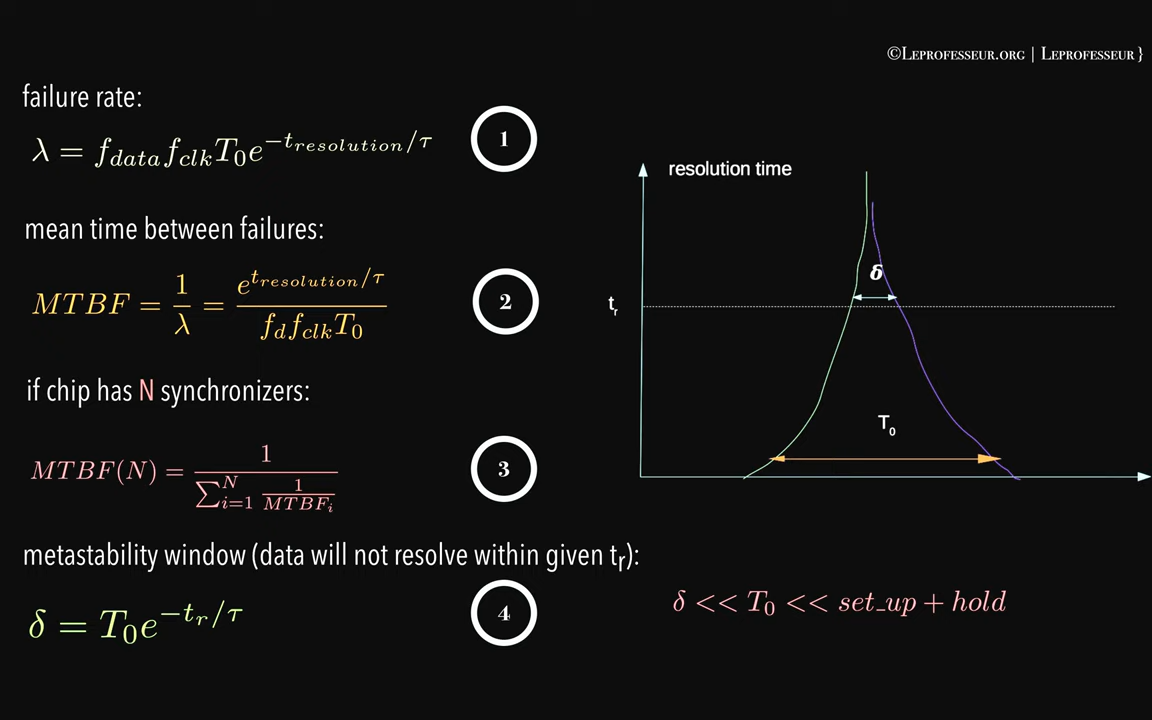 ©Leprofesseur.org | Leprofesseur }
failure rate:
λ = f_data f_clk T_0 e^{-t_resolution/τ}
1
mean time between failures:
MTBF = 1/λ = e^{t_resolution/τ} / (f_d f_clk T_0)
2
if chip has N synchronizers:
MTBF(N) = 1 / (∑_{i=1}^{N} 1/MTBF_i)
3
metastability window (data will not resolve within given t_r):
δ = T_0 e^{-t_r/τ}
4
resolution time
δ
t_r
T_0
δ << T_0 << set_up + hold